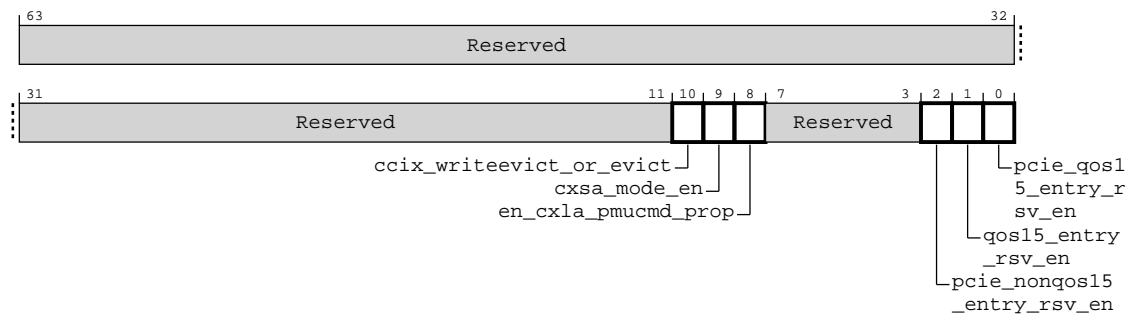 63 32
Reserved
31 11 10 9 8 7 3 2 1 0
Reserved Reserved
ccix_writeevict_or_evict
cxsa_mode_en
en_cxla_pmucmd_prop
pcie_qos1
5_entry_r
sv_en
qos15_entry
_rsv_en
pcie_nonqos15
_entry_rsv_en